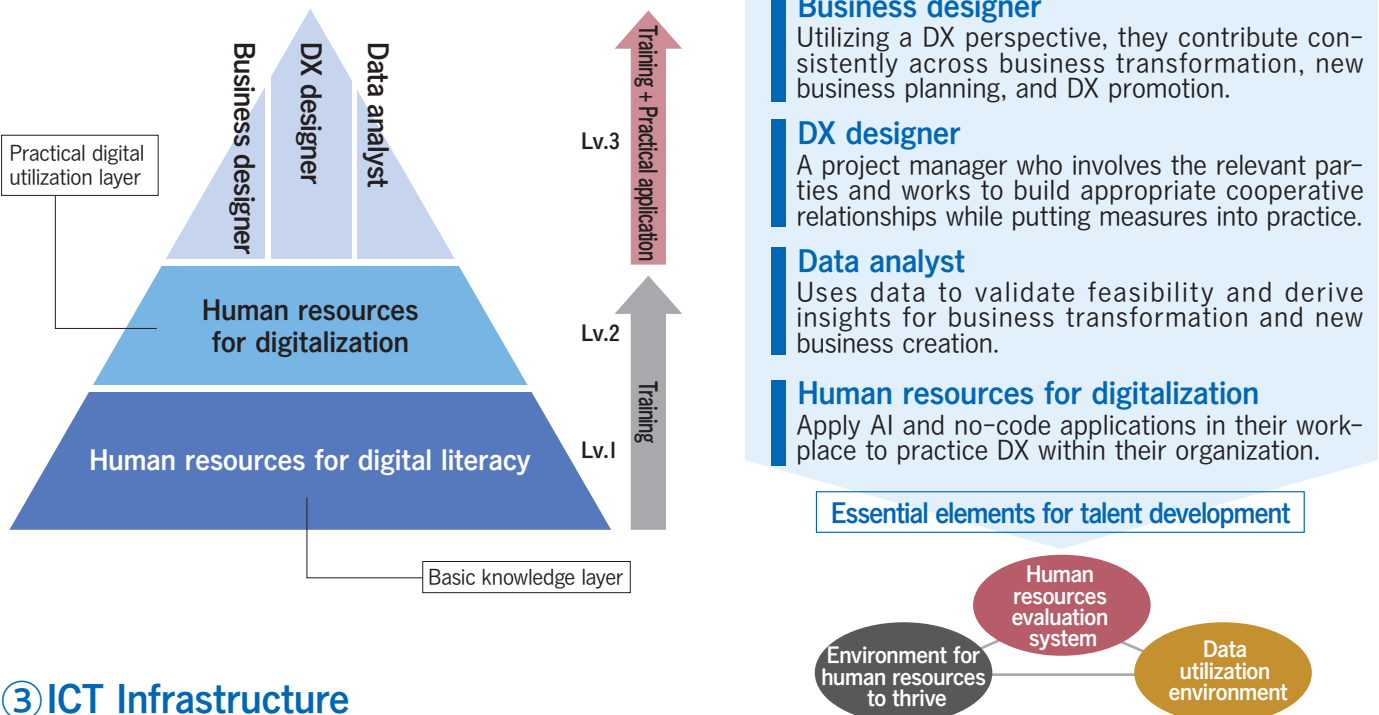 Business designer
DX designer
Data analyst
Practical digital
utilization layer
Human resources
for digitalization
Human resources for digital literacy
Basic knowledge layer
Lv.3
Lv.2
Lv.1
Training + Practical application
Training
Business designer
Utilizing a DX perspective, they contribute con-
sistently across business transformation, new
business planning, and DX promotion.
DX designer
A project manager who involves the relevant par-
ties and works to build appropriate cooperative
relationships while putting measures into practice.
Data analyst
Uses data to validate feasibility and derive
insights for business transformation and new
business creation.
Human resources for digitalization
Apply AI and no-code applications in their work-
place to practice DX within their organization.
Essential elements for talent development
Human
resources
evaluation
system
Environment for
human resources
to thrive
Data
utilization
environment
③ICT Infrastructure